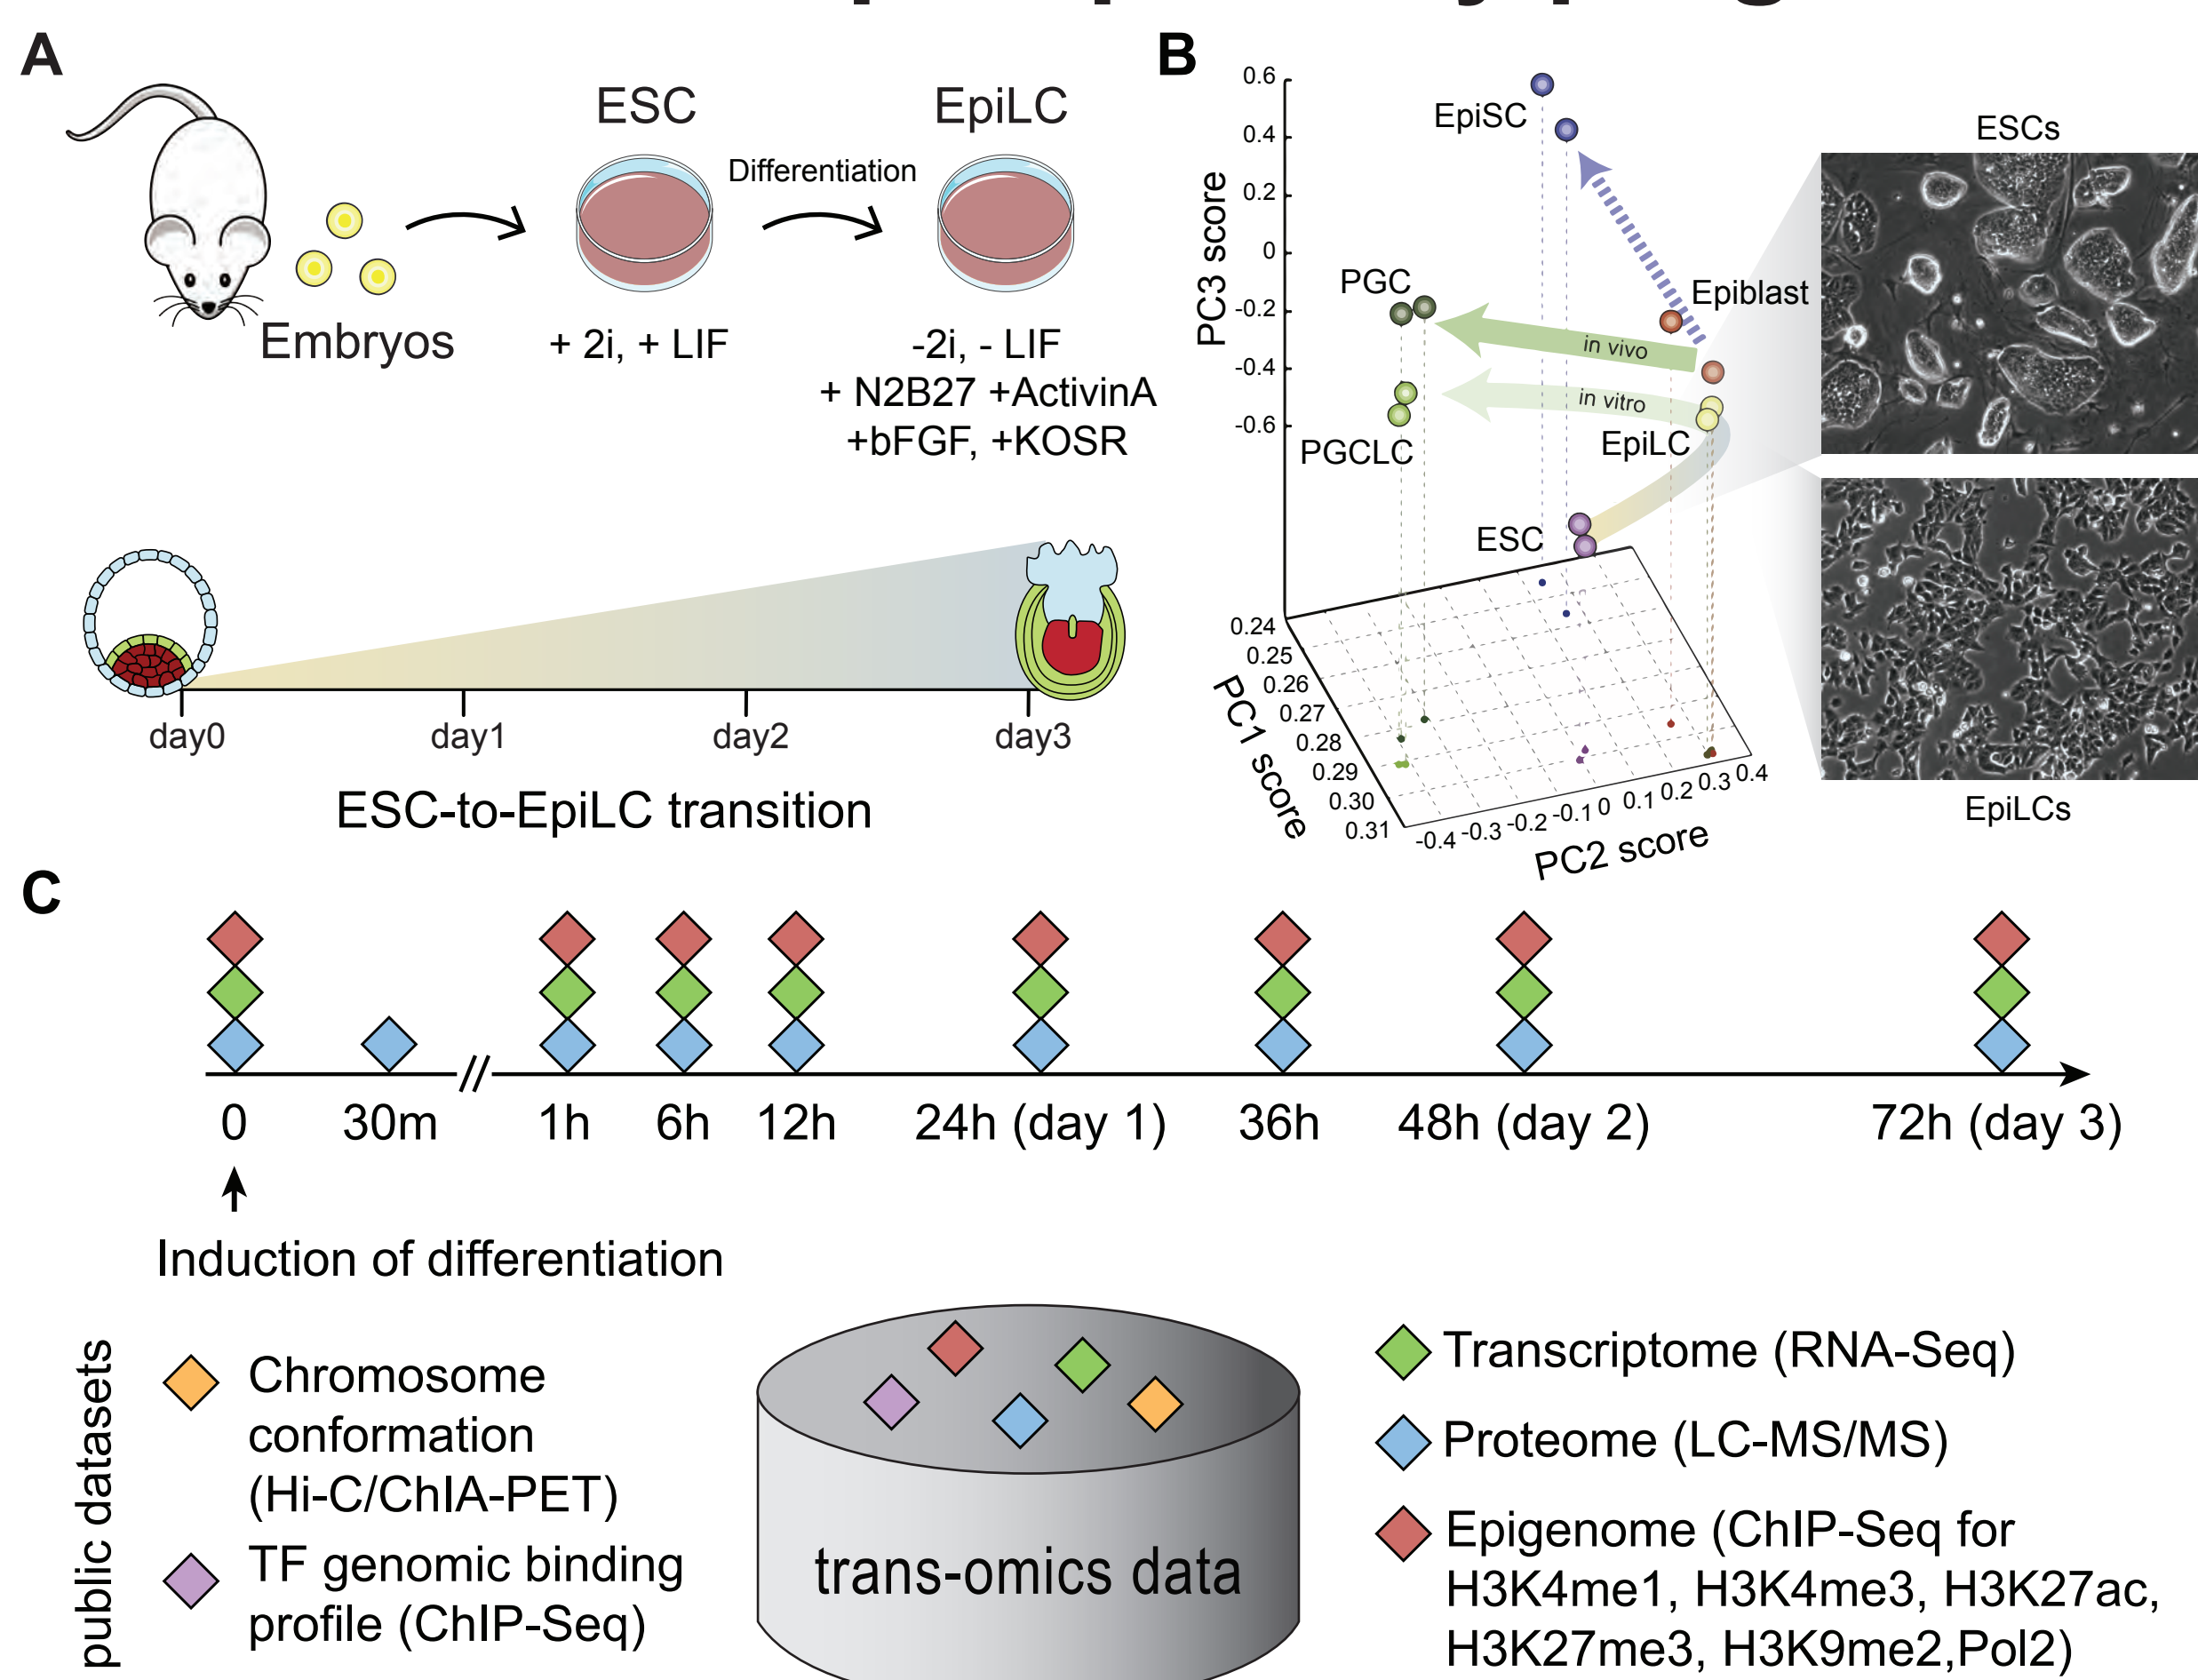 A
ESC
EpiLC
Differentiation
Embryos
+ 2i, + LIF
-2i, - LIF
+ N2B27 +ActivinA
+bFGF, +KOSR
day0
day1
day2
day3
ESC-to-EpiLC transition
B
PC3 score
0.6
0.4
0.2
0
-0.2
-0.4
-0.6
EpiSC
PGC
Epiblast
in vivo
in vitro
PGCLC
EpiLC
ESC
ESCs
EpiLCs
0.24
0.25
0.26
0.27
0.28
0.29
0.30
0.31
PC1 score
-0.4 -0.3 -0.2 -0.1 0 0.1 0.2 0.3 0.4
PC2 score
C
0
30m
1h
6h
12h
24h (day 1)
36h
48h (day 2)
72h (day 3)
Induction of differentiation
public datasets
Chromosome
conformation
(Hi-C/ChIA-PET)
TF genomic binding
profile (ChIP-Seq)
trans-omics data
Transcriptome (RNA-Seq)
Proteome (LC-MS/MS)
Epigenome (ChIP-Seq for
H3K4me1, H3K4me3, H3K27ac,
H3K27me3, H3K9me2,Pol2)